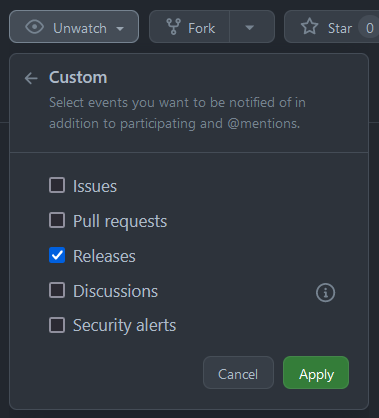 Unwatch Fork Star 0
Custom
Select events you want to be notified of in
addition to participating and @mentions.
Issues
Pull requests
Releases
Discussions
Security alerts
Cancel Apply